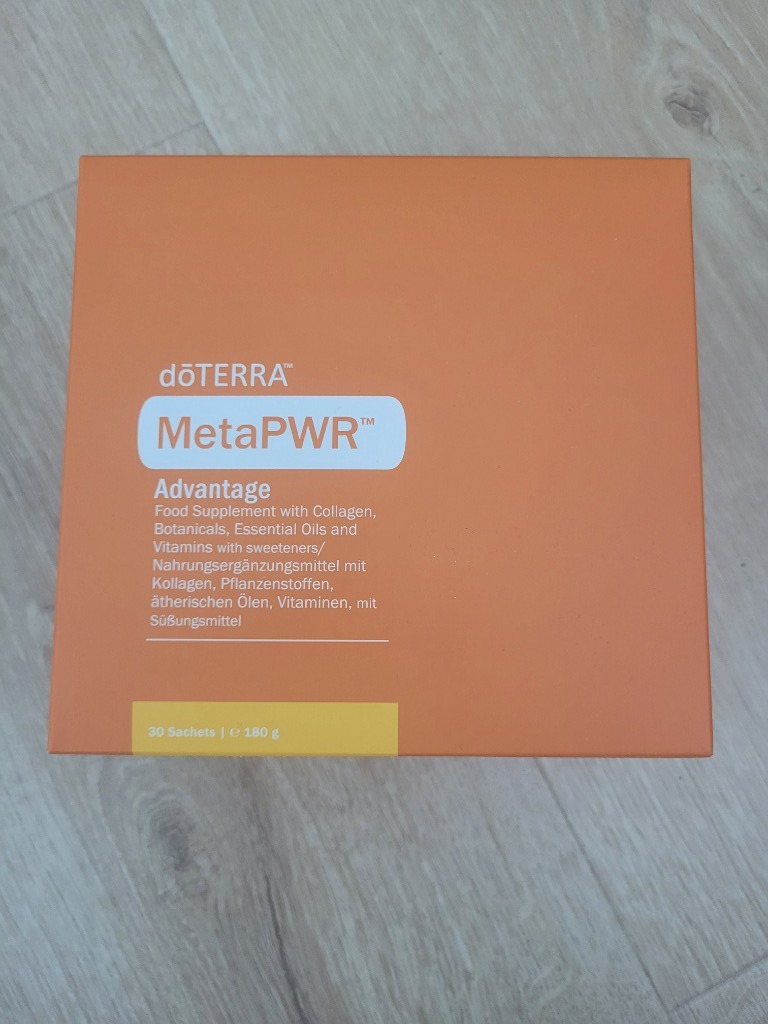 dōTERRA™
MetaPWR™
Advantage
Food Supplement with Collagen,
Botanicals, Essential Oils and
Vitamins with sweeteners/
Nahrungsergänzungsmittel mit
Kollagen, Pflanzenstoffen,
ätherischen Ölen, Vitaminen, mit
Süßungsmittel
30 Sachets | ℮ 180 g